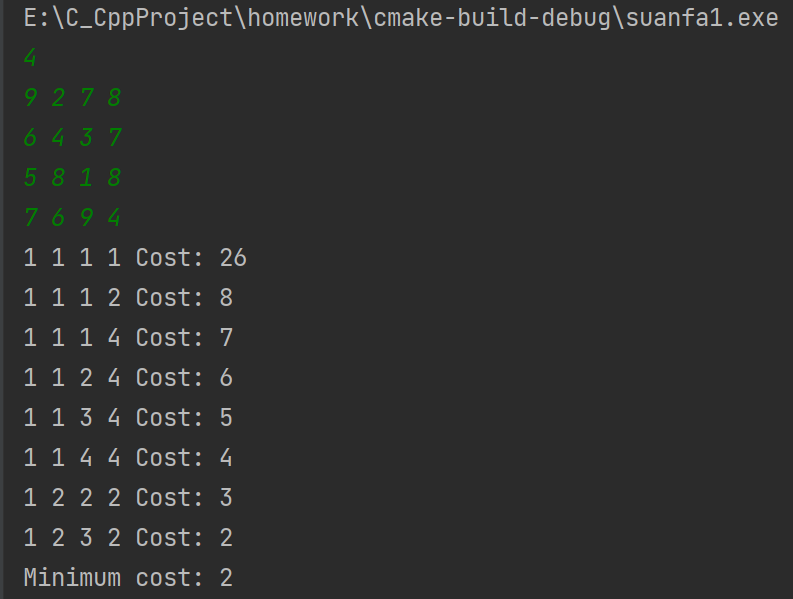 E:\C_CppProject\homework\cmake-build-debug\suanfa1.exe
4
9 2 7 8
6 4 3 7
5 8 1 8
7 6 9 4
1 1 1 1 Cost: 26
1 1 1 2 Cost: 8
1 1 1 4 Cost: 7
1 1 2 4 Cost: 6
1 1 3 4 Cost: 5
1 1 4 4 Cost: 4
1 2 2 2 Cost: 3
1 2 3 2 Cost: 2
Minimum cost: 2